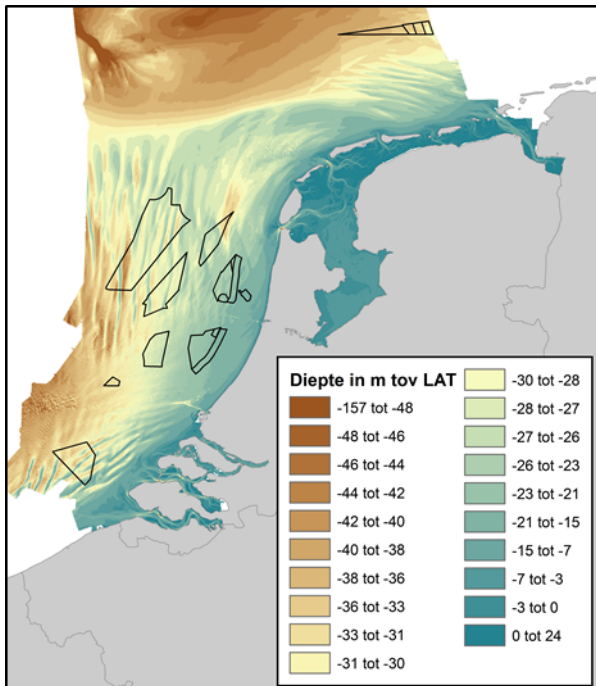 Diepte in m tov LAT
-157 tot -48
-48 tot -46
-46 tot -44
-44 tot -42
-42 tot -40
-40 tot -38
-38 tot -36
-36 tot -33
-33 tot -31
-31 tot -30
-30 tot -28
-28 tot -27
-27 tot -26
-26 tot -23
-23 tot -21
-21 tot -15
-15 tot -7
-7 tot -3
-3 tot 0
0 tot 24